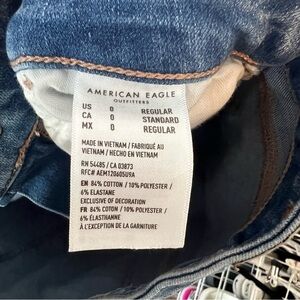 AMERICAN EAGLE
OUTFITTERS
US 0 REGULAR
CA 0 STANDARD
MX 0 REGULAR
MADE IN VIETNAM / FABRIQUÉ AU
VIETNAM / HECHO EN VIETNAM
RN 54485 / CA 03873
RFC# AEM120605U9A
EN 84% COTTON / 10% POLYESTER /
6% ELASTANE
EXCLUSIVE OF DECORATION
FR 84% COTON / 10% POLYESTER /
6% ÉLASTHANNE
À L'EXCEPTION DE LA GARNITURE